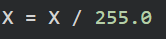 X = X / 255.0